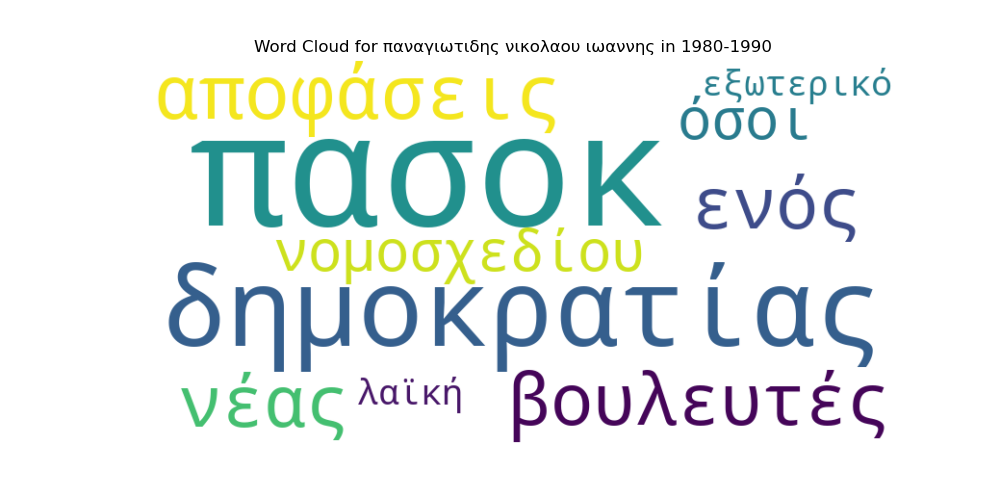 Word Cloud for παναγιωτιδης νικολαου ιωαννης in 1980-1990
αποφάσεις
εξωτερικό
όσοι
πασοκ
ενός
νομοσχεδίου
δημοκρατίας
νέας
λαϊκή
βουλευτές